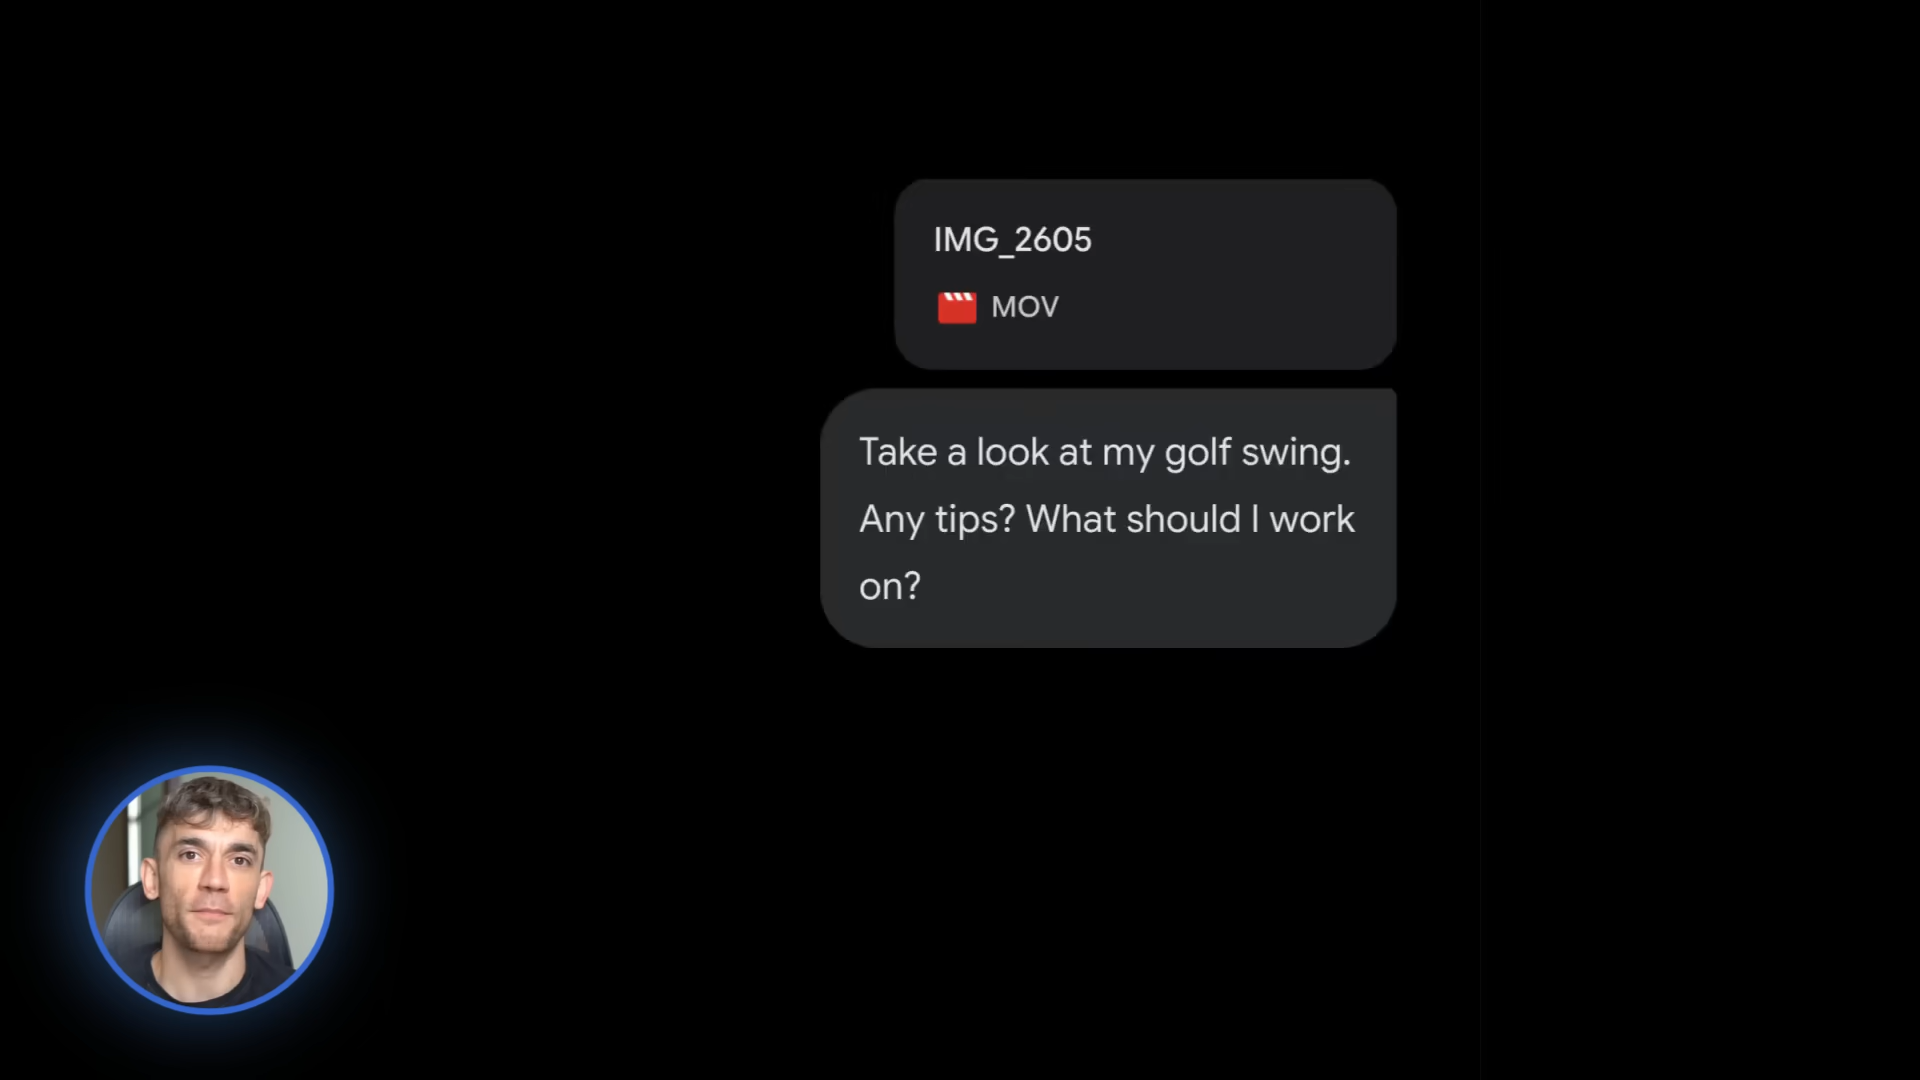 IMG_2605
MOV
Take a look at my golf swing.
Any tips? What should I work
on?